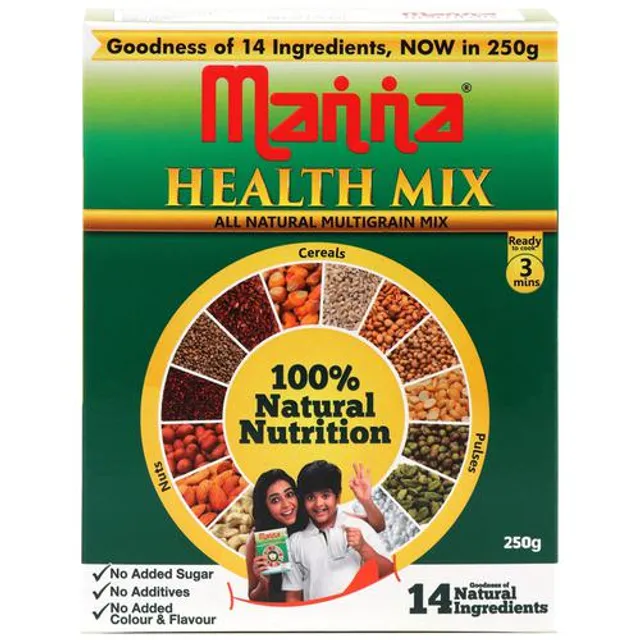 Goodness of 14 Ingredients, NOW in 250g
Manna®
HEALTH MIX
ALL NATURAL MULTIGRAIN MIX
Ready
to cook
3
mins
Cereals
100%
Natural
Nutrition
Nuts
Pulses
Manna
250g
No Added Sugar
No Additives
No Added
Colour & Flavour
Goodness of
14 Natural
Ingredients